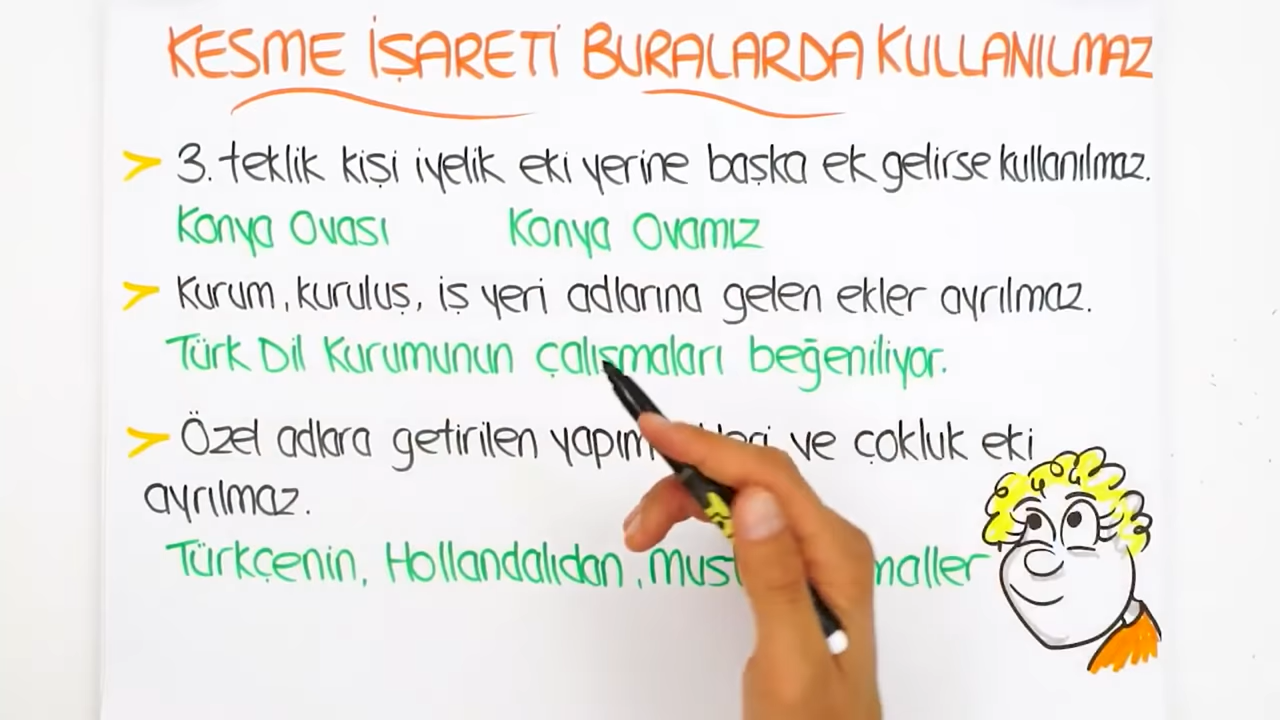 KESME İŞARETİ BURALARDA KULLANILMAZ
➤ 3. teklik kişi iyelik eki yerine başka ek gelirse kullanılmaz.
Konya Ovası Konya Ovamız
➤ Kurum, kuruluş, iş yeri adlarına gelen ekler ayrılmaz.
Türk Dil Kurumunun çalışmaları beğeniliyor.
➤ Özel adlara getirilen yapım ve çokluk eki
ayrılmaz.
Türkçenin, Hollandalıdan,